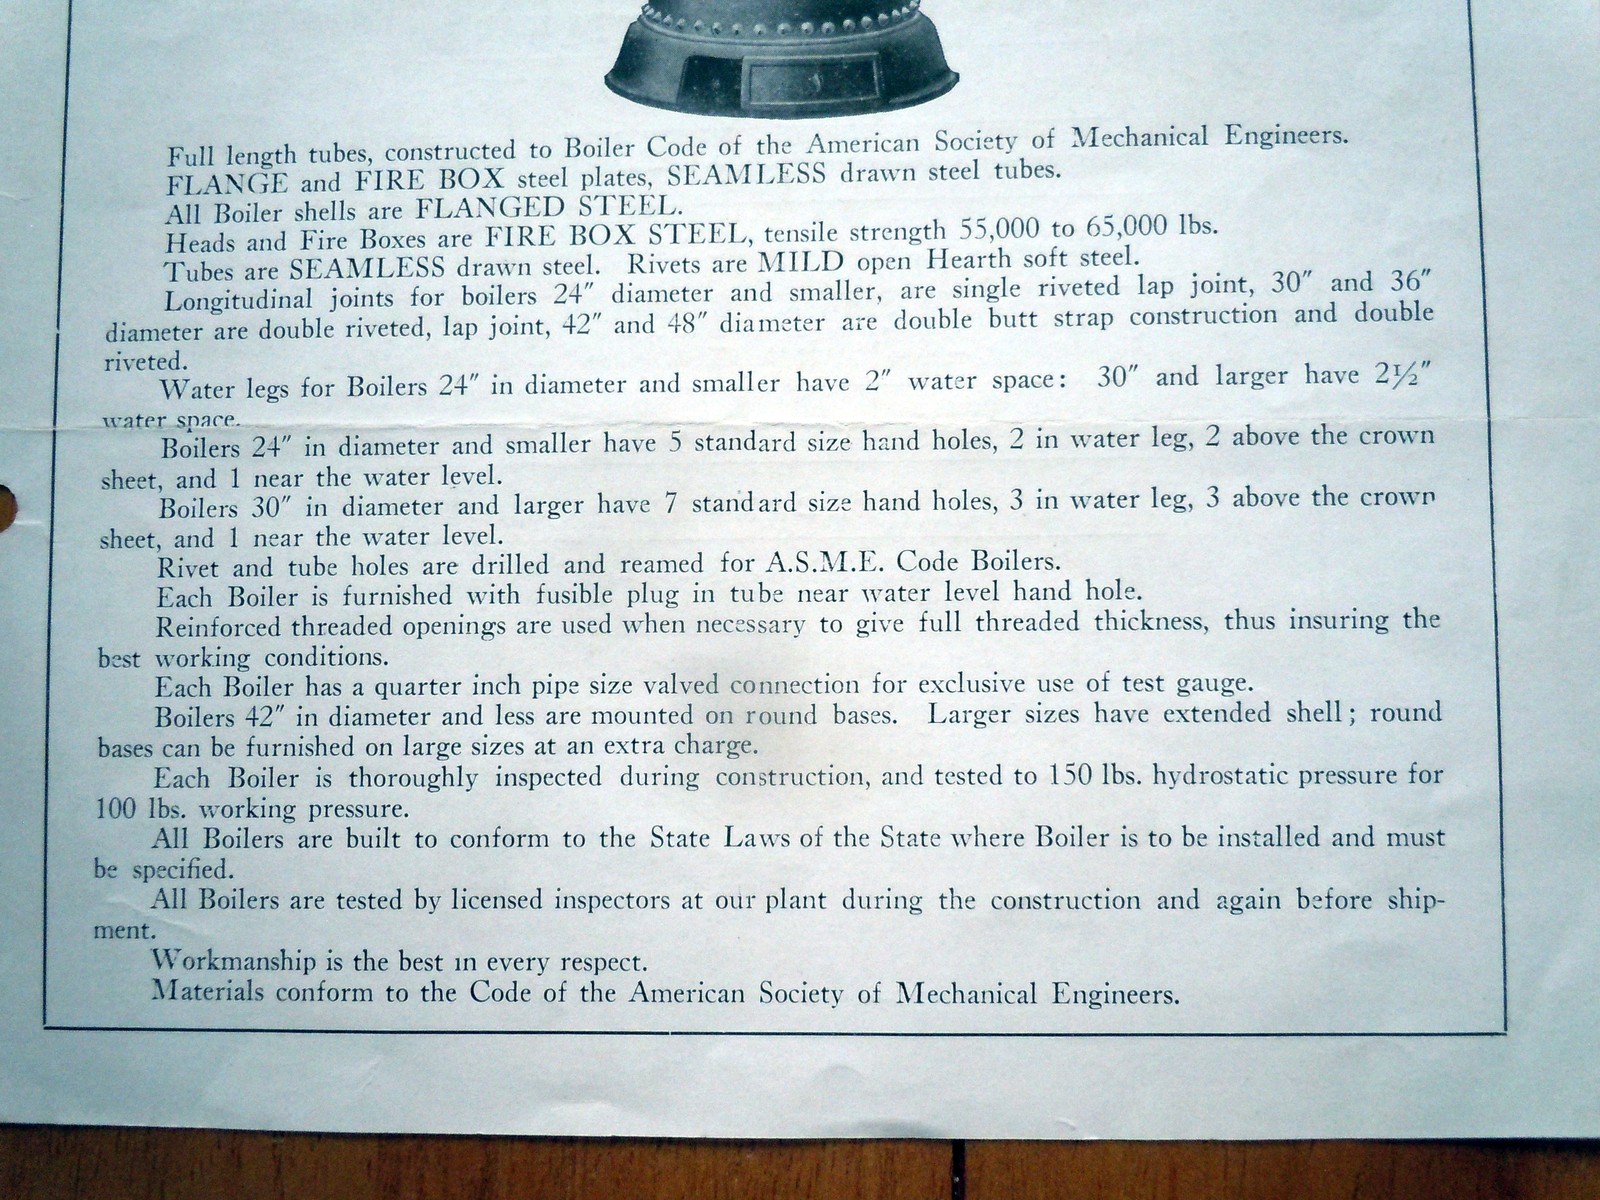 Full length tubes, constructed to Boiler Code of the American Society of Mechanical Engineers.
FLANGE and FIRE BOX steel plates, SEAMLESS drawn steel tubes.
All Boiler shells are FLANGED STEEL.
Heads and Fire Boxes are FIRE BOX STEEL, tensile strength 55,000 to 65,000 lbs.
Tubes are SEAMLESS drawn steel. Rivets are MILD open Hearth soft steel.
Longitudinal joints for boilers 24″ diameter and smaller, are single riveted lap joint, 30″ and 36″
diameter are double riveted, lap joint, 42″ and 48″ diameter are double butt strap construction and double
riveted.
Water legs for Boilers 24″ in diameter and smaller have 2″ water space: 30″ and larger have 2½″
water space.
Boilers 24″ in diameter and smaller have 5 standard size hand holes, 2 in water leg, 2 above the crown
sheet, and 1 near the water level.
Boilers 30″ in diameter and larger have 7 standard size hand holes, 3 in water leg, 3 above the crown
sheet, and 1 near the water level.
Rivet and tube holes are drilled and reamed for A.S.M.E. Code Boilers.
Each Boiler is furnished with fusible plug in tube near water level hand hole.
Reinforced threaded openings are used when necessary to give full threaded thickness, thus insuring the
best working conditions.
Each Boiler has a quarter inch pipe size valved connection for exclusive use of test gauge.
Boilers 42″ in diameter and less are mounted on round bases. Larger sizes have extended shell; round
bases can be furnished on large sizes at an extra charge.
Each Boiler is thoroughly inspected during construction, and tested to 150 lbs. hydrostatic pressure for
100 lbs. working pressure.
All Boilers are built to conform to the State Laws of the State where Boiler is to be installed and must
be specified.
All Boilers are tested by licensed inspectors at our plant during the construction and again before ship-
ment.
Workmanship is the best in every respect.
Materials conform to the Code of the American Society of Mechanical Engineers.